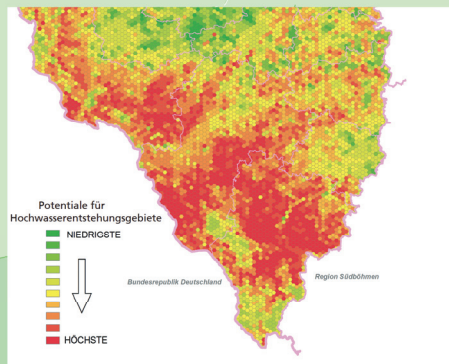 Potentiale für
Hochwasserentstehungsgebiete
NIEDRIGSTE
Bundesrepublik Deutschland
Region Südböhmen
HÖCHSTE